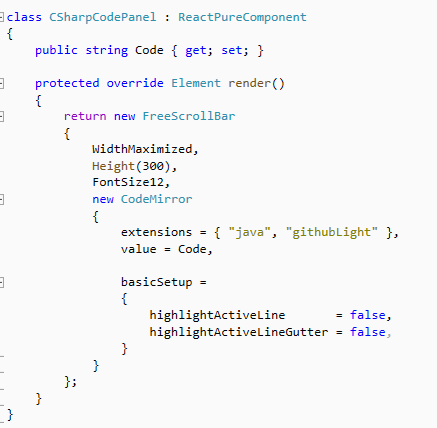 class CSharpCodePanel : ReactPureComponent
{
    public string Code { get; set; }

    protected override Element render()
    {
        return new FreeScrollBar
        {
            WidthMaximized,
            Height(300),
            FontSize12,
            new CodeMirror
            {
                extensions = { "java", "githubLight" },
                value = Code,

                basicSetup =
                {
                    highlightActiveLine       = false,
                    highlightActiveLineGutter = false,
                }
            }
        };
    }
}